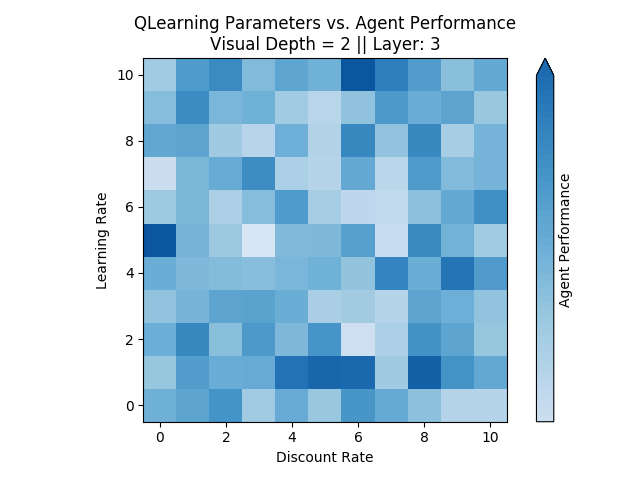 QLearning Parameters vs. Agent Performance
Visual Depth = 2 || Layer: 3
10
8
6
4
2
0
Learning Rate
0 2 4 6 8 10
Discount Rate
Agent Performance